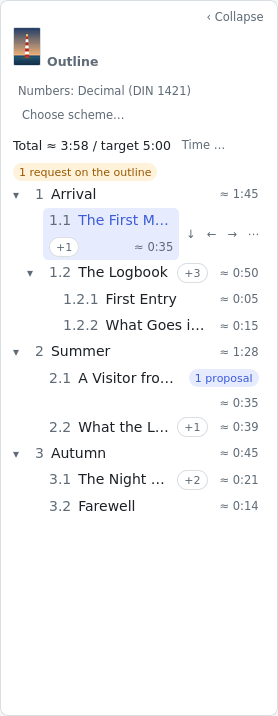 ‹ Collapse
Outline
Numbers: Decimal (DIN 1421)
Choose scheme…
Total ≈ 3:58 / target 5:00 Time …
1 request on the outline
▾ 1 Arrival ≈ 1:45
1.1 The First M… ↓ ← → …
+1 ≈ 0:35
▾ 1.2 The Logbook +3 ≈ 0:50
1.2.1 First Entry ≈ 0:05
1.2.2 What Goes i… ≈ 0:15
▾ 2 Summer ≈ 1:28
2.1 A Visitor fro… 1 proposal
≈ 0:35
2.2 What the L… +1 ≈ 0:39
▾ 3 Autumn ≈ 0:45
3.1 The Night … +2 ≈ 0:21
3.2 Farewell ≈ 0:14